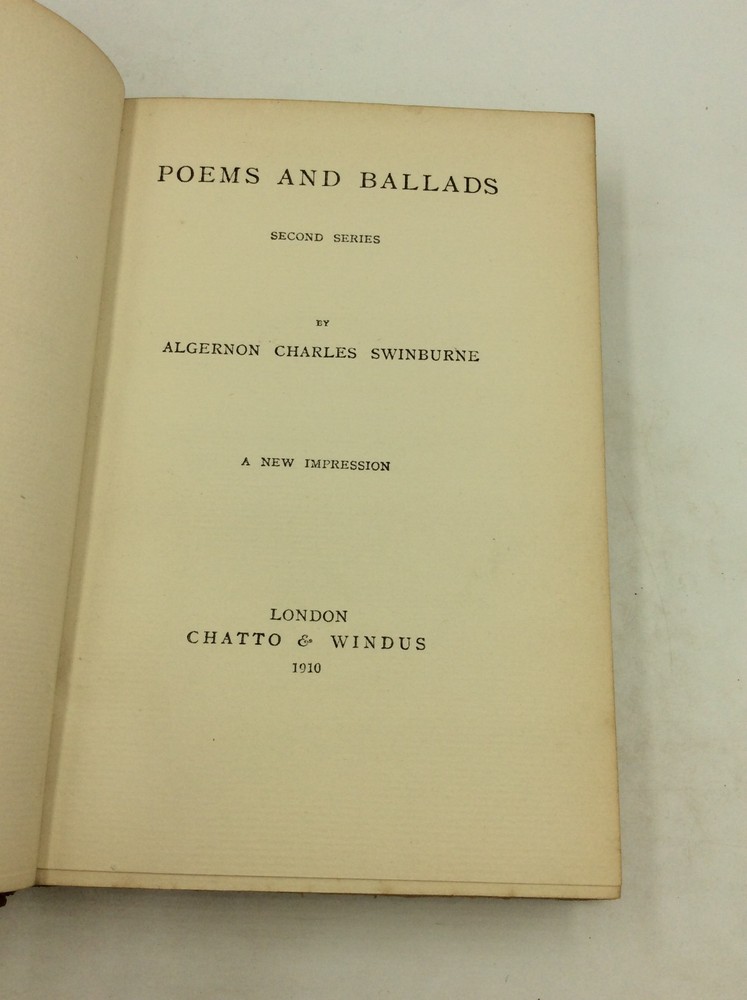 POEMS AND BALLADS
SECOND SERIES
BY
ALGERNON CHARLES SWINBURNE
A NEW IMPRESSION
LONDON
CHATTO & WINDUS
1910